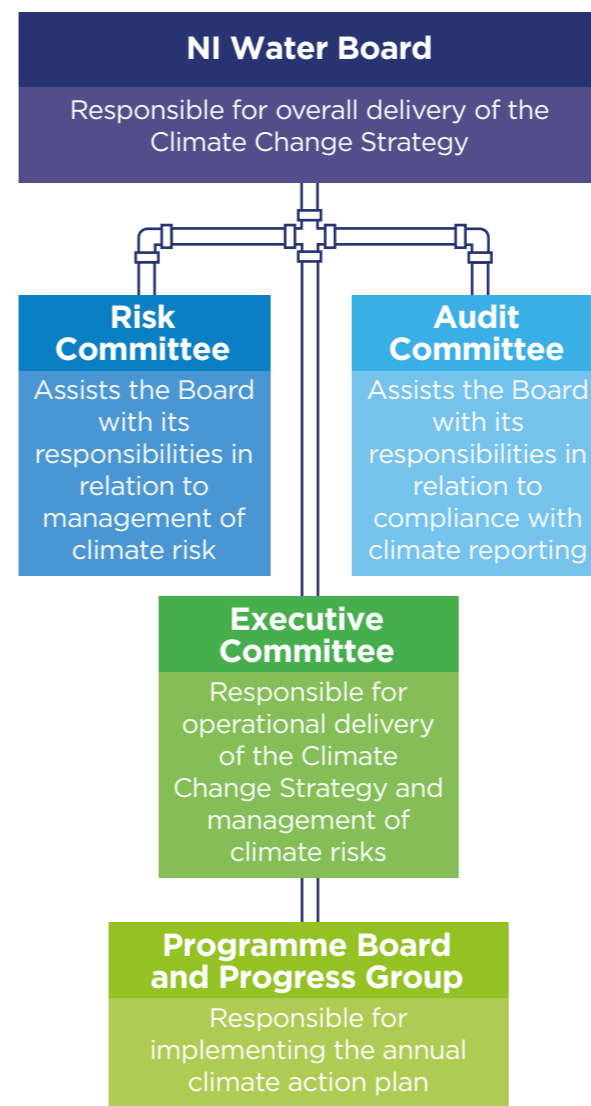 NI Water Board
Responsible for overall delivery of the
Climate Change Strategy
Risk
Committee
Assists the Board
with its
responsibilities in
relation to
management of
climate risk
Audit
Committee
Assists the Board
with its
responsibilities in
relation to
compliance with
climate reporting
Executive
Committee
Responsible for
operational delivery
of the Climate
Change Strategy and
management of
climate risks
Programme Board
and Progress Group
Responsible for
implementing the annual
climate action plan